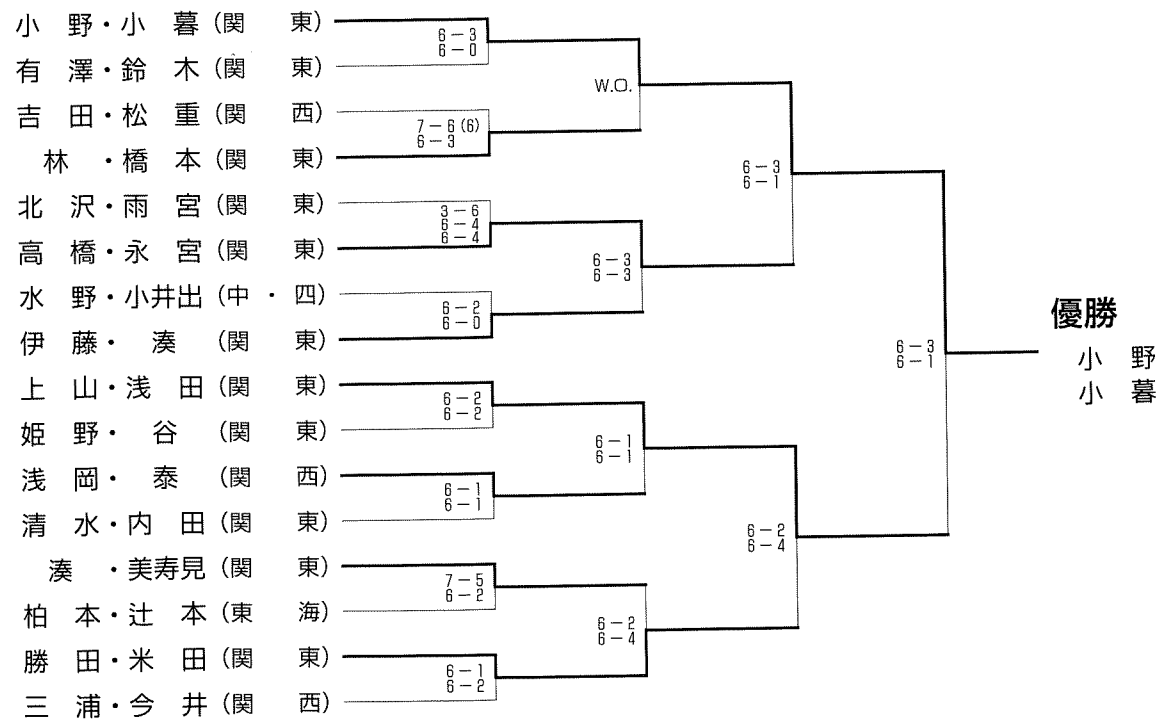 小野・小暮（関東）
6－3
6－0
有澤・鈴木（関東）
W.O.
吉田・松重（関西）
7－6(6)
6－3
林・橋本（関東）
6－3
6－1
北沢・雨宮（関東）
3－6
6－4
6－4
高橋・永宮（関東）
6－3
6－3
水野・小井出（中・四）
6－2
6－0
伊藤・湊（関東）
優勝
小野
小暮
6－3
6－1
上山・浅田（関東）
6－2
6－2
姫野・谷（関東）
6－1
6－1
浅岡・泰（関西）
6－1
6－1
清水・内田（関東）
6－2
6－4
湊・美寿見（関東）
7－5
6－2
柏本・辻本（東海）
6－2
6－4
勝田・米田（関東）
6－1
6－2
三浦・今井（関西）